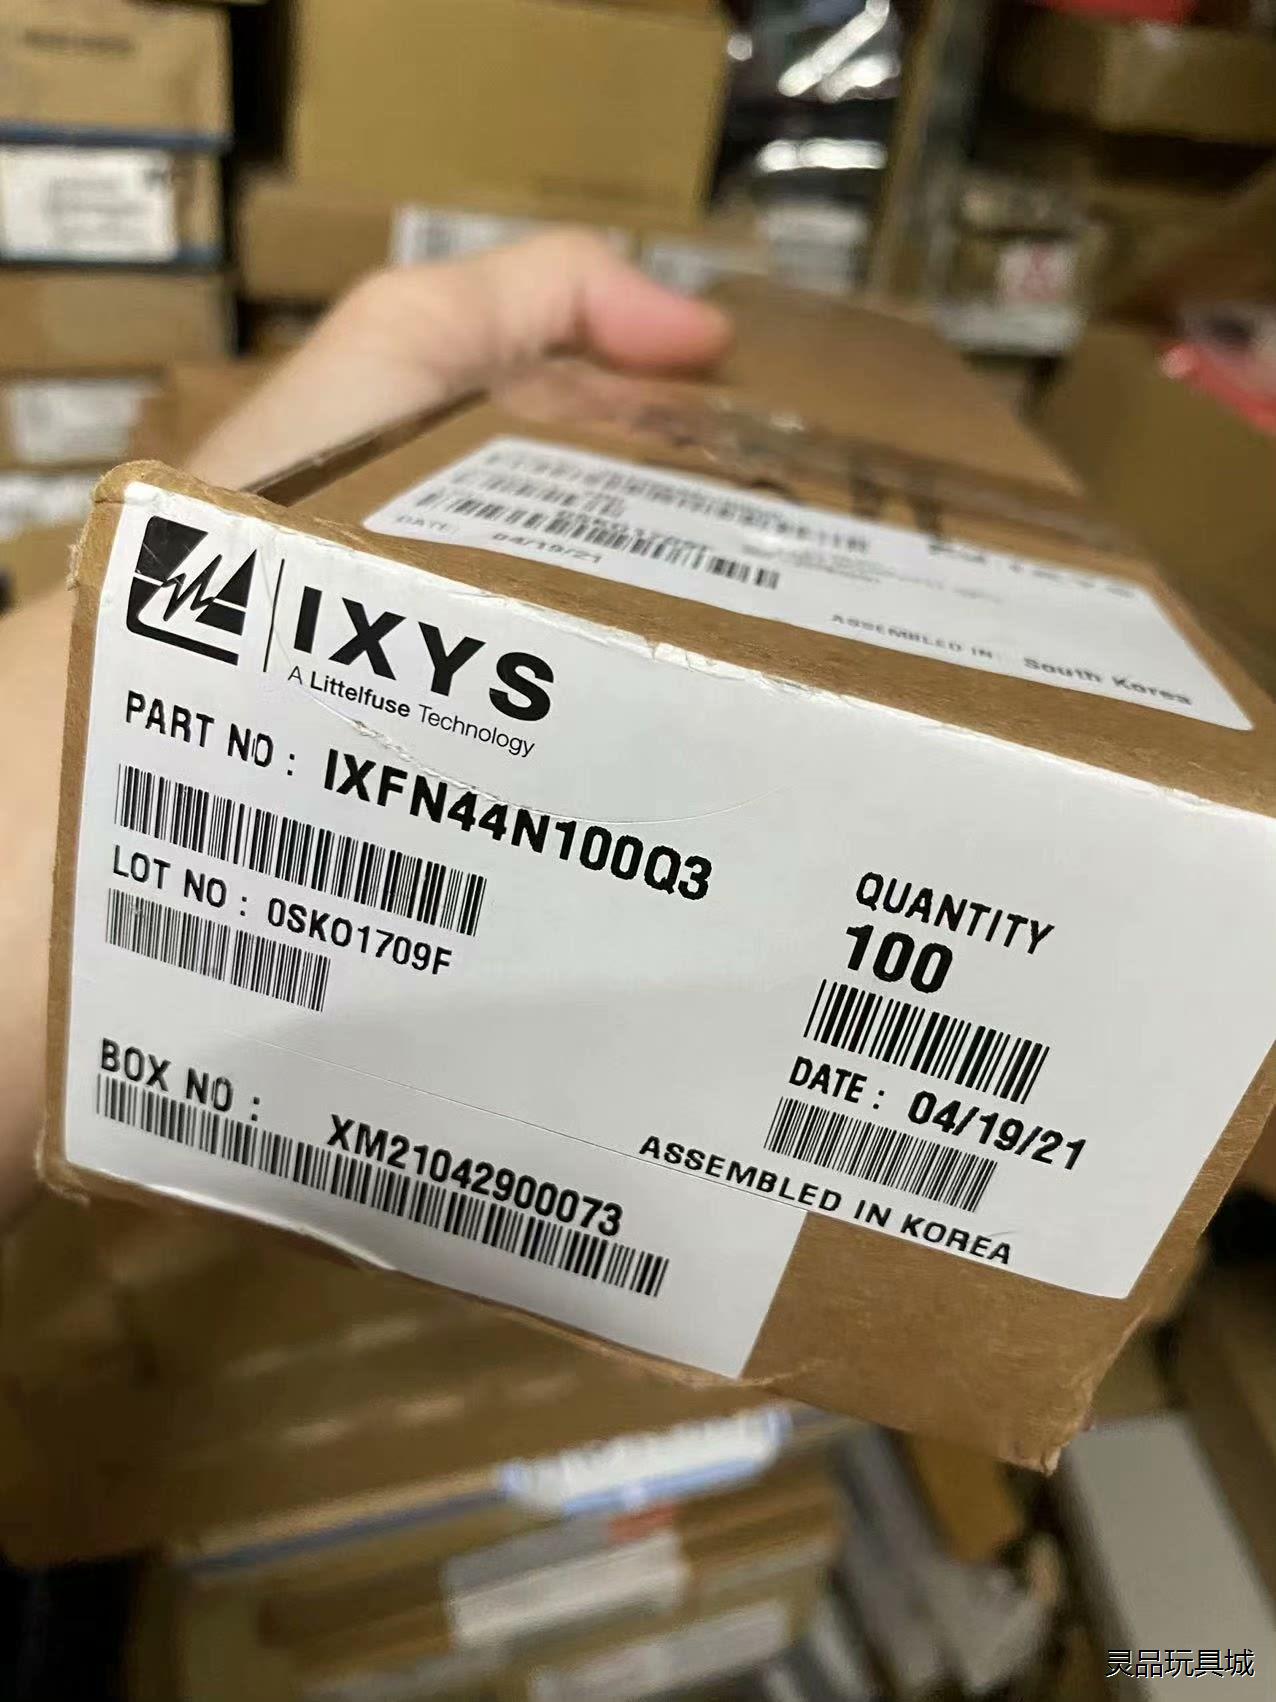 DATE:
04/19/21
ASSEMBLED IN: South Korea
IXYS
A Littelfuse Technology
PART NO : IXFN44N100Q3
LOT NO : 0SK01709F
QUANTITY
100
DATE : 04/19/21
BOX NO : XM21042900073
ASSEMBLED IN KOREA
灵品玩具城